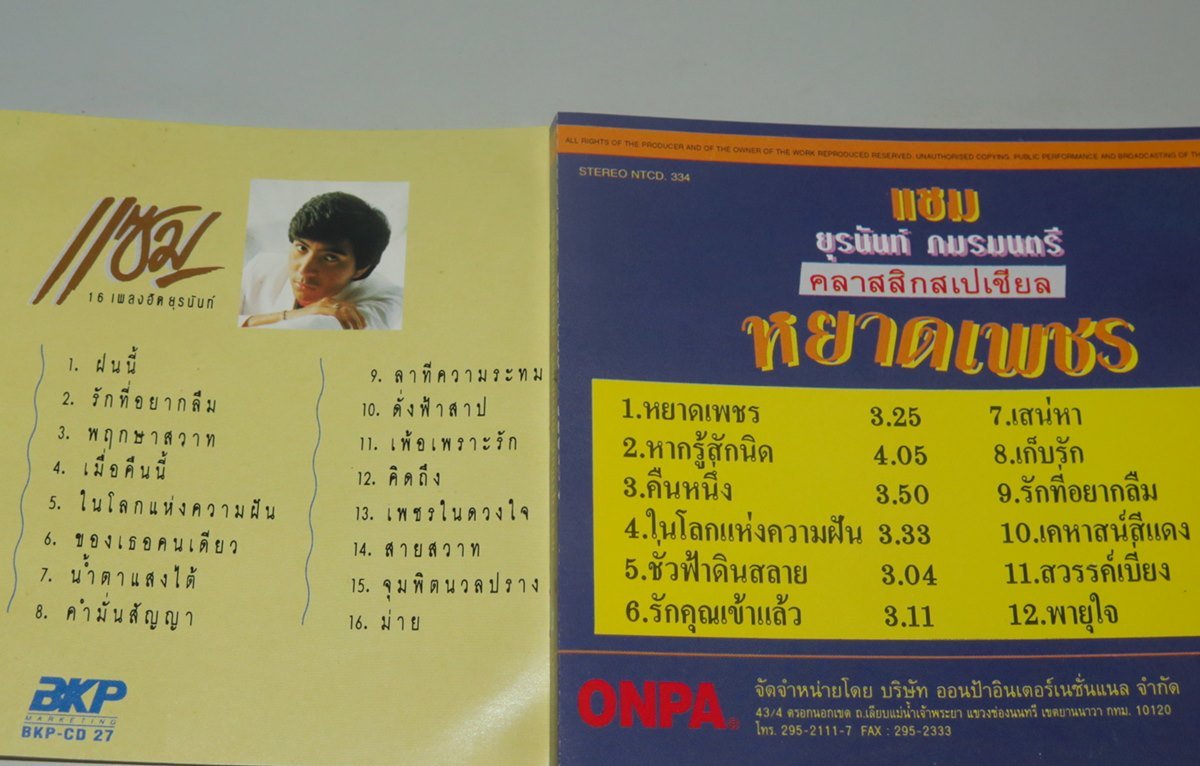 แซม
16 เพลงฮิต ยุรนันท์
1. ฝนนี้
2. รักที่อยากลืม
3. พฤกษาสวาท
4. เมื่อคืนนี้
5. ในโลกแห่งความฝัน
6. ของเธอคนเดียว
7. น้ำตาแสงไต้
8. คำมั่นสัญญา
9. ลาทีความระทม
10. ดั่งฟ้าสาป
11. เพ้อเพราะรัก
12. คิดถึง
13. เพชรในดวงใจ
14. สายสวาท
15. จุมพิตนวลปราง
16. ม่าย
BKP
MARKETING
BKP-CD 27
ALL RIGHTS OF THE PRODUCER AND OF THE OWNER OF THE WORK REPRODUCED RESERVED. UNAUTHORISED COPYING. PUBLIC PERFORMANCE AND BROADCASTING OF TH
STEREO NTCD. 334
แซม
ยุรนันท์ ภมรมนตรี
คลาสสิกสเปเชียล
หยาดเพชร
1.หยาดเพชร 3.25
2.หากรู้สักนิด 4.05
3.คืนหนึ่ง 3.50
4.ในโลกแห่งความฝัน 3.33
5.ชั่วฟ้าดินสลาย 3.04
6.รักคุณเข้าแล้ว 3.11
7.เสน่หา
8.เก็บรัก
9.รักที่อยากลืม
10.เคหาสน์สีแดง
11.สวรรค์เบี่ยง
12.พายุใจ
ONPA
จัดจำหน่ายโดย บริษัท ออนป้าอินเตอร์เนชั่นแนล จำกัด
43/4 ตรอกนอกเขต ถ.เลียบแม่น้ำเจ้าพระยา แขวงช่องนนทรี เขตยานนาวา กทม. 10120
โทร. 295-2111-7 FAX : 295-2333